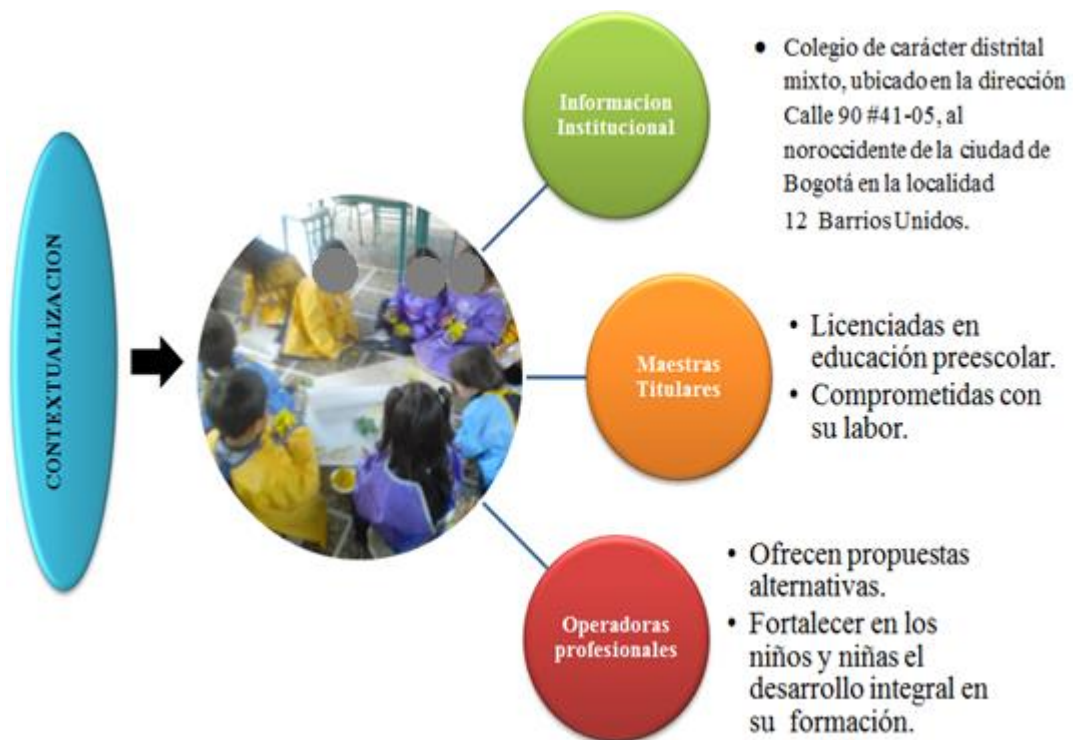 CONTEXTUALIZACION
Informacion
Institucional
• Colegio de carácter distrital
mixto, ubicado en la dirección
Calle 90 #41-05, al
noroccidente de la ciudad de
Bogotá en la localidad
12 Barrios Unidos.
Maestras
Titulares
• Licenciadas en
educación preescolar.
• Comprometidas con
su labor.
Operadoras
profesionales
• Ofrecen propuestas
alternativas.
• Fortalecer en los
niños y niñas el
desarrollo integral en
su formación.